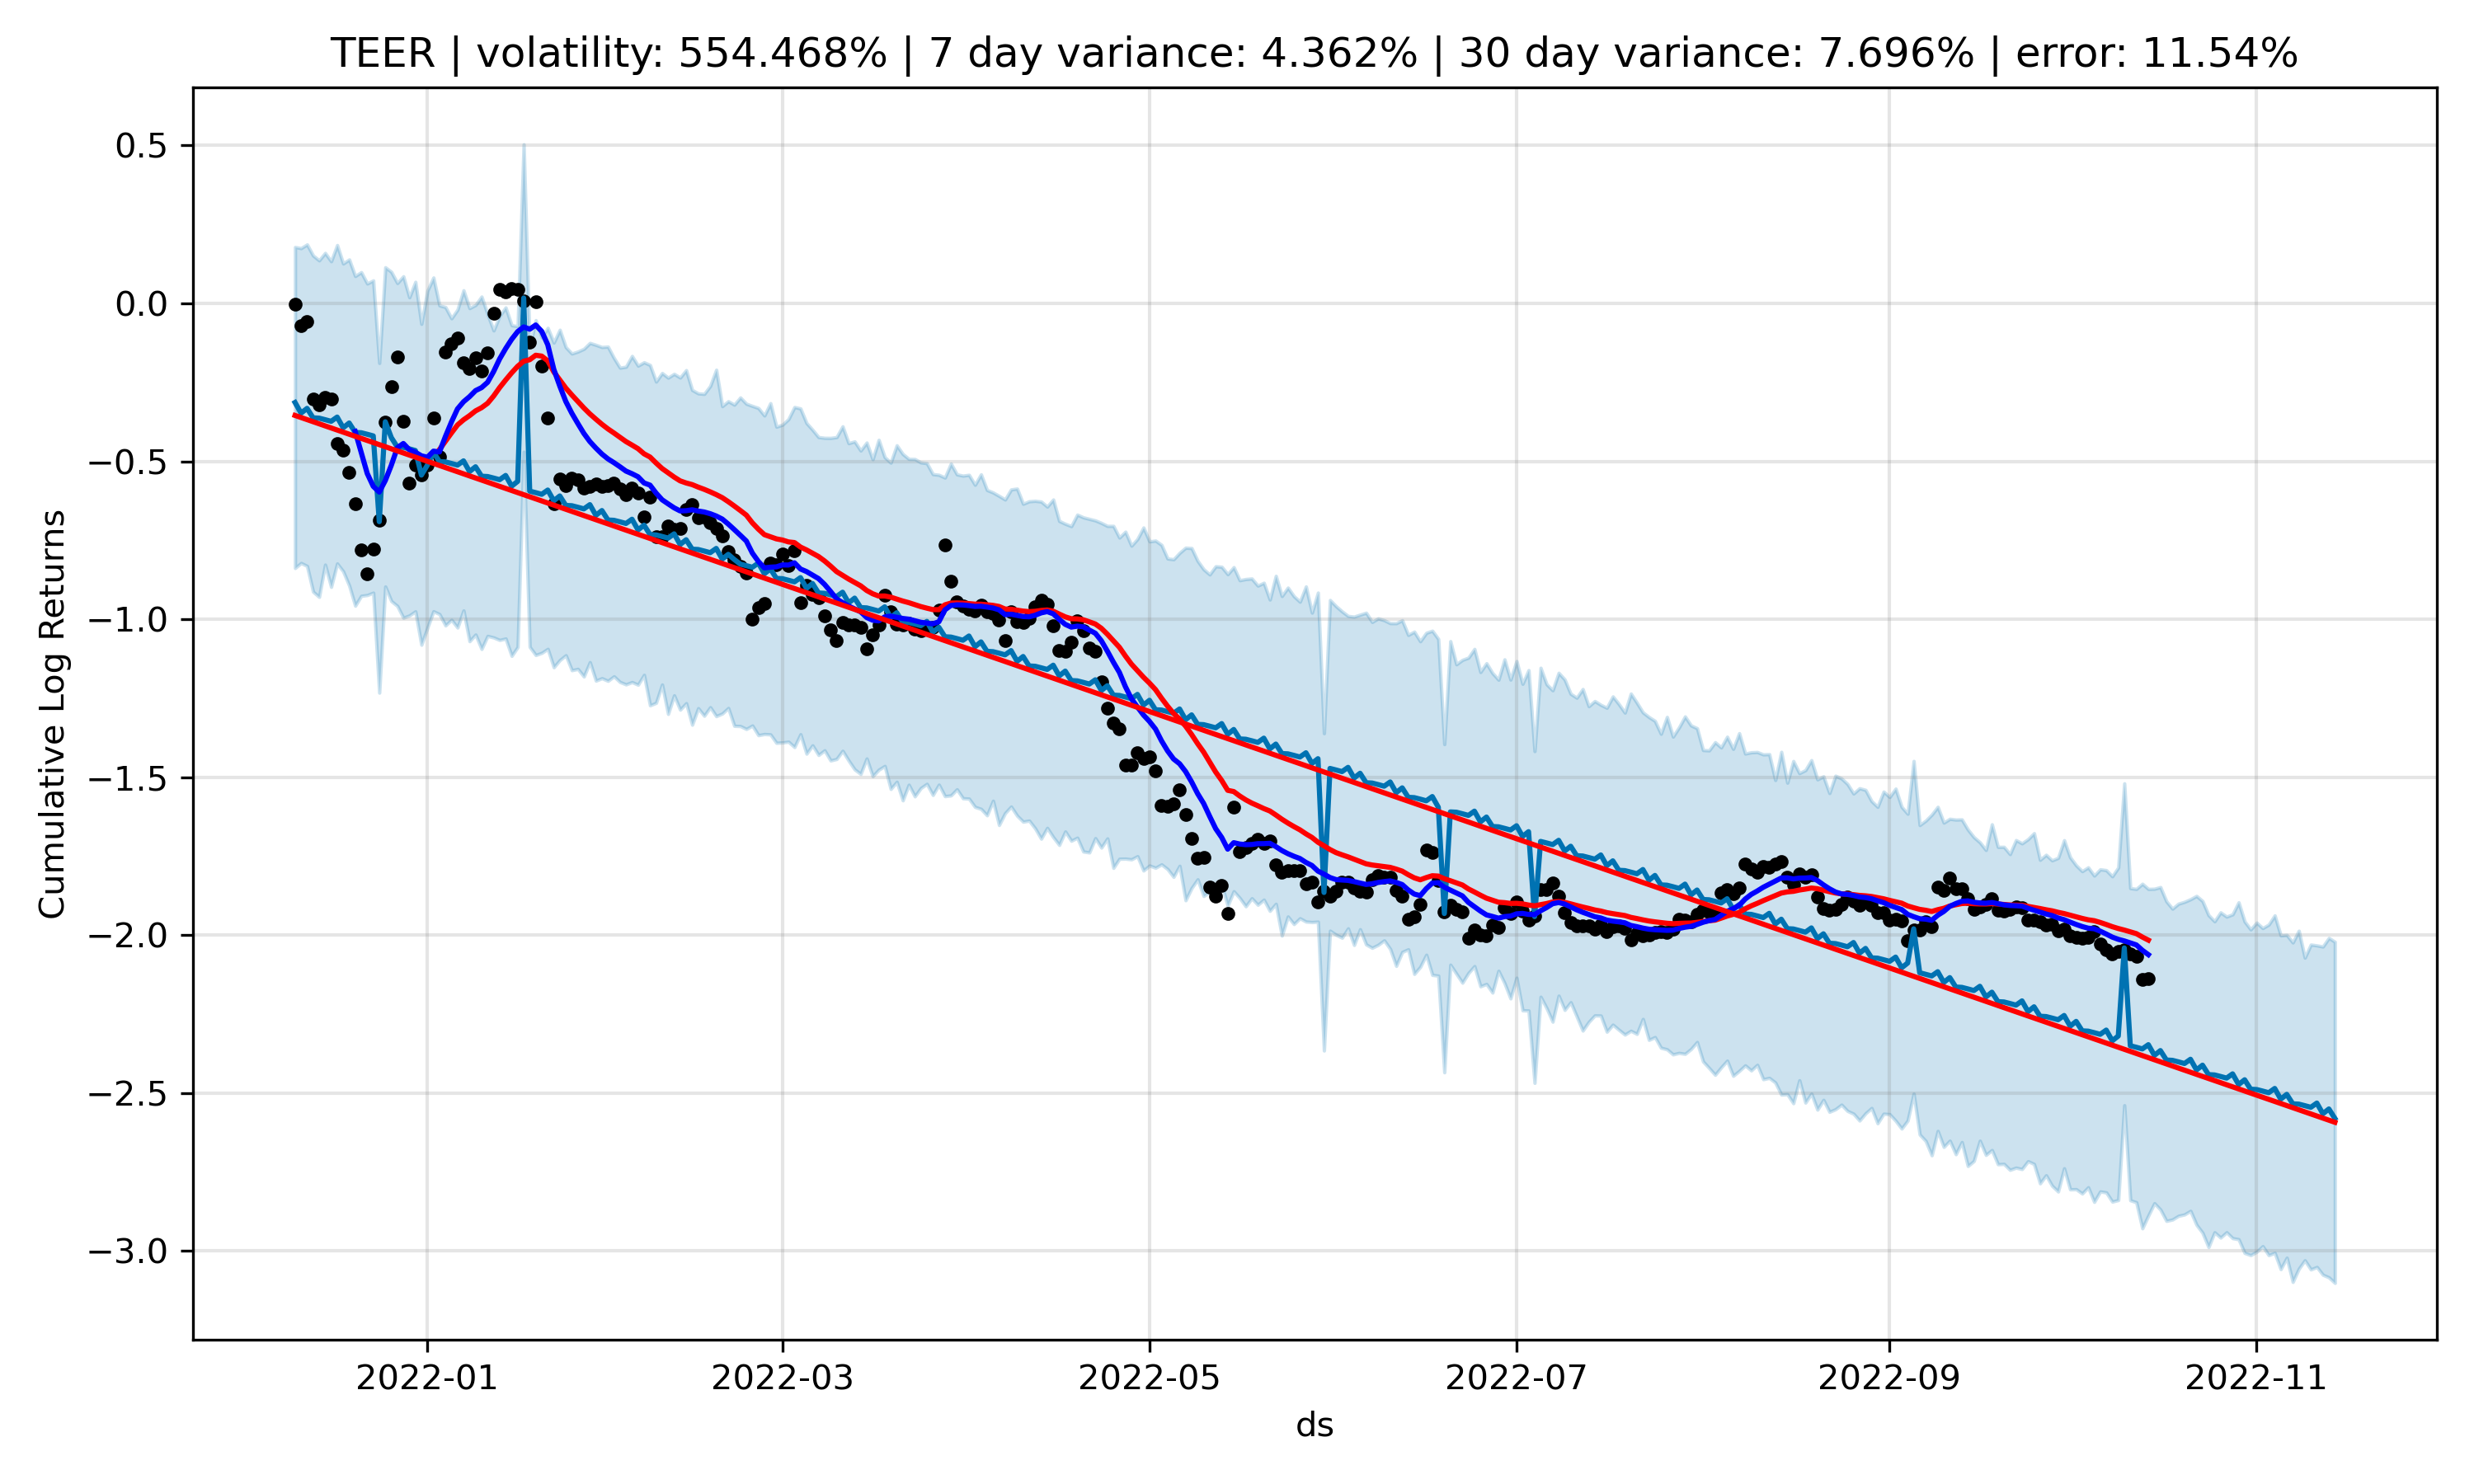 TEER | volatility: 554.468% | 7 day variance: 4.362% | 30 day variance: 7.696% | error: 11.54%
0.5
0.0
−0.5
−1.0
−1.5
−2.0
−2.5
−3.0
Cumulative Log Returns
2022-01 2022-03 2022-05 2022-07 2022-09 2022-11
ds